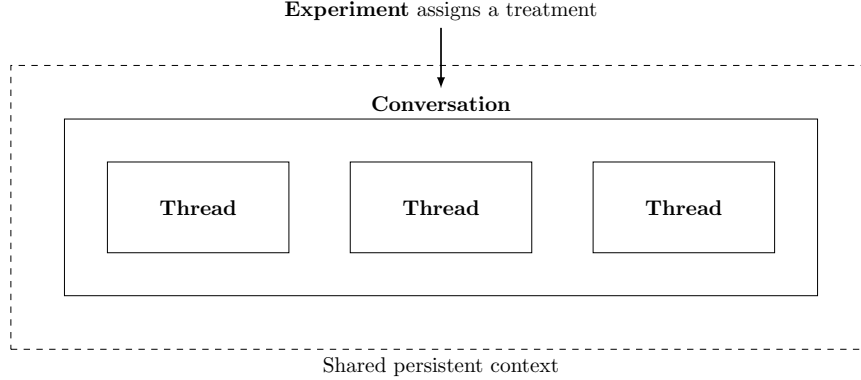 Experiment assigns a treatment
Conversation
Thread
Thread
Thread
Shared persistent context